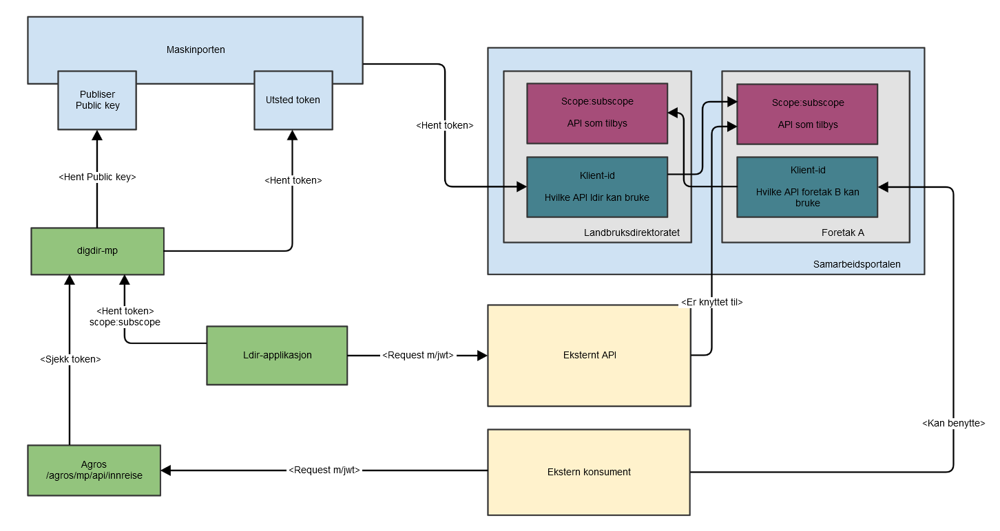 Maskinporten
Publiser
Public key
Utsted token
<Hent token>
<Hent Public key>
<Hent token>
Scope:subscope
API som tilbys
Scope:subscope
API som tilbys
Klient-id
Hvilke API ldir kan bruke
Klient-id
Hvilke API foretak B kan
bruke
Landbruksdirektoratet
Foretak A
Samarbeidsportalen
digdir-mp
<Hent token>
scope:subscope
<Er knyttet til>
<Sjekk token>
Ldir-applikasjon
<Request m/jwt>
Eksternt API
<Kan benytte>
Agros
/agros/mp/api/innreise
<Request m/jwt>
Ekstern konsument